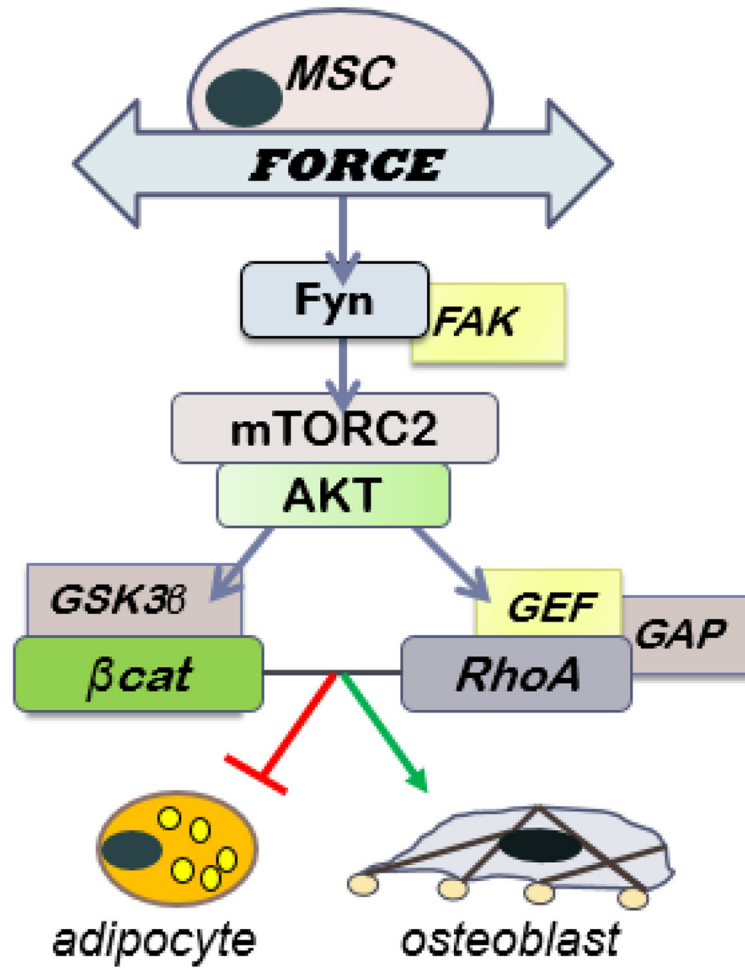 MSC
FORCE
Fyn
FAK
mTORC2
AKT
GSK3β
GEF
GAP
βcat
RhoA
adipocyte
osteoblast